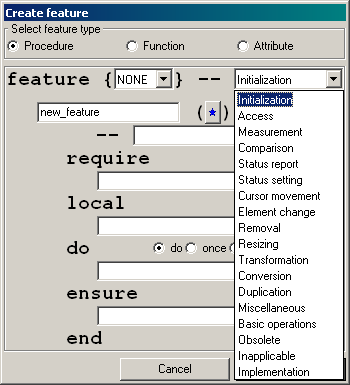 Create feature
Select feature type
Procedure Function Attribute
feature {NONE} -- Initialization
new_feature (*)
--
require
local
do do once
ensure
end
Cancel
Initialization
Access
Measurement
Comparison
Status report
Status setting
Cursor movement
Element change
Removal
Resizing
Transformation
Conversion
Duplication
Miscellaneous
Basic operations
Obsolete
Inapplicable
Implementation